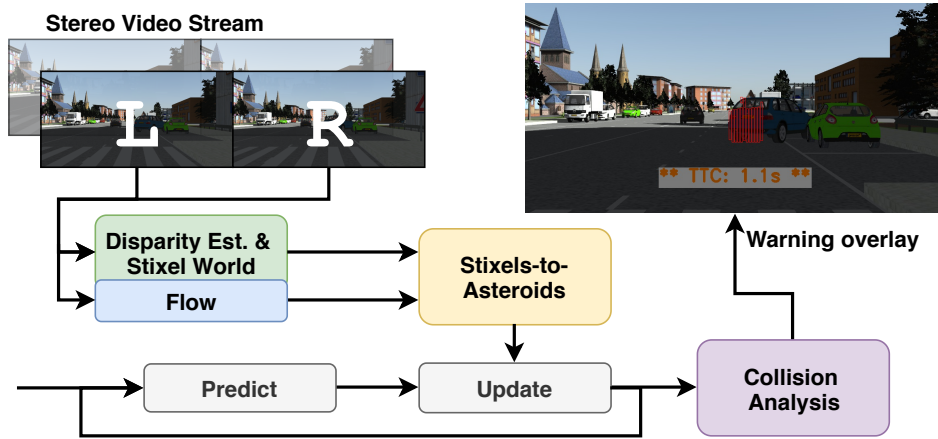 Stereo Video Stream
L R
** TTC: 1.1s **
Disparity Est. &
Stixel World
Flow
Stixels-to-
Asteroids
Warning overlay
Predict
Update
Collision
Analysis